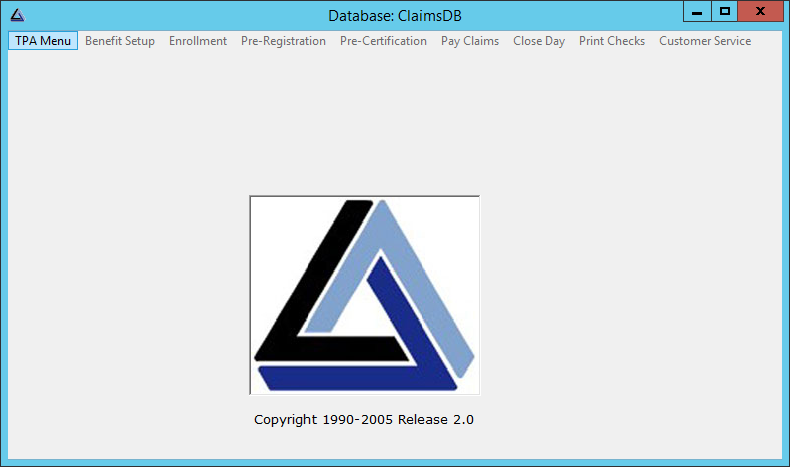 Database: ClaimsDB
TPA Menu Benefit Setup Enrollment Pre-Registration Pre-Certification Pay Claims Close Day Print Checks Customer Service
Copyright 1990-2005 Release 2.0